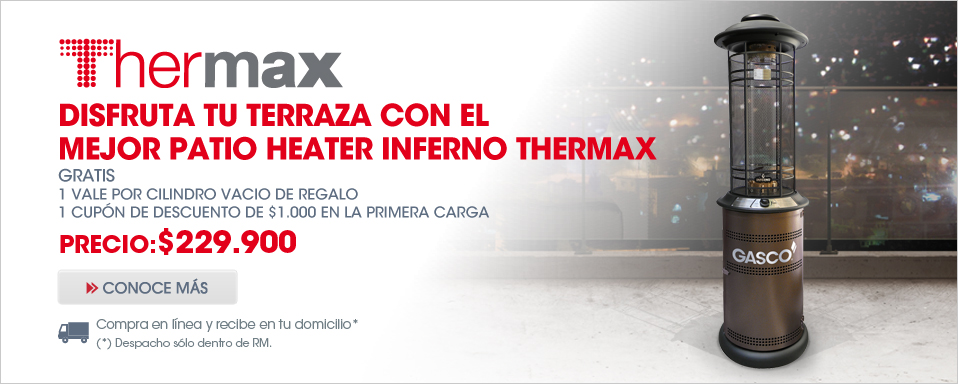 Thermax
DISFRUTA TU TERRAZA CON EL
MEJOR PATIO HEATER INFERNO THERMAX
GRATIS
1 VALE POR CILINDRO VACIO DE REGALO
1 CUPÓN DE DESCUENTO DE $1.000 EN LA PRIMERA CARGA
PRECIO:$229.900
CONOCE MÁS
Compra en línea y recibe en tu domicilio*
(*) Despacho sólo dentro de RM.
GASCO